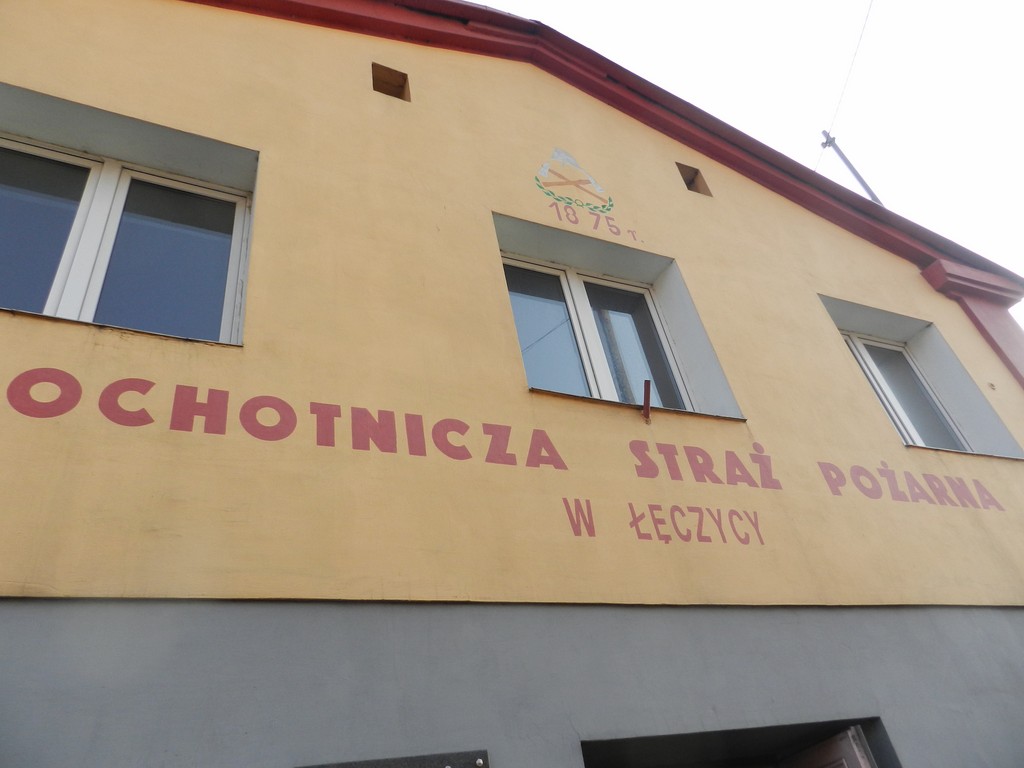 1875 r.
OCHOTNICZA STRAŻ POŻARNA
W ŁĘCZYCY